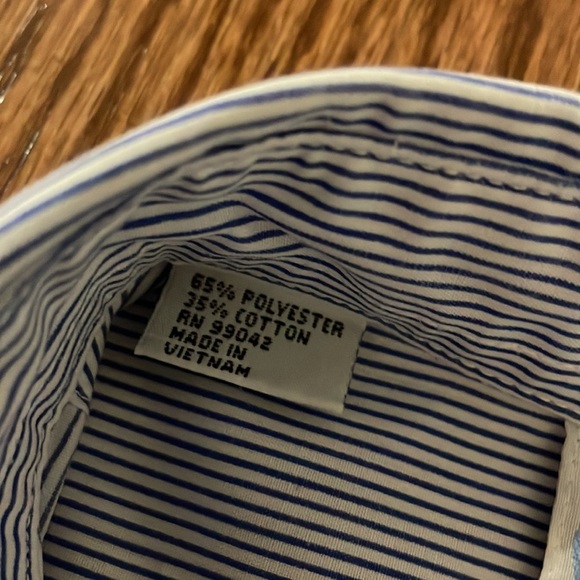 65% POLYESTER
35% COTTON
RN 99042
MADE IN
VIETNAM